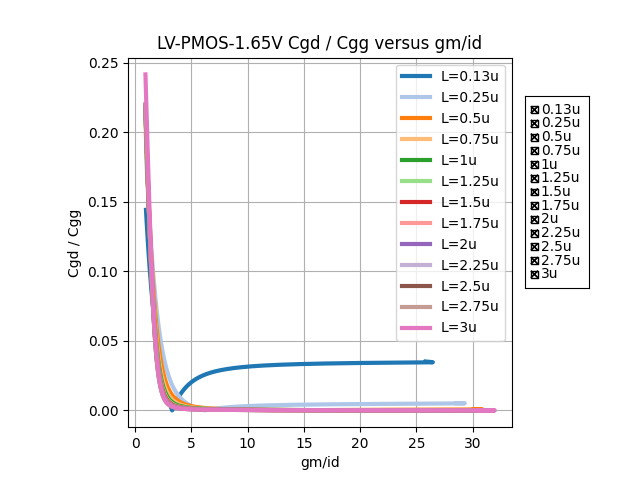 LV-PMOS-1.65V Cgd / Cgg versus gm/id
Cgd / Cgg
0.25
0.20
0.15
0.10
0.05
0.00
0
5
10
15
20
25
30
gm/id
L=0.13u
L=0.25u
L=0.5u
L=0.75u
L=1u
L=1.25u
L=1.5u
L=1.75u
L=2u
L=2.25u
L=2.5u
L=2.75u
L=3u
0.13u
0.25u
0.5u
0.75u
1u
1.25u
1.5u
1.75u
2u
2.25u
2.5u
2.75u
3u